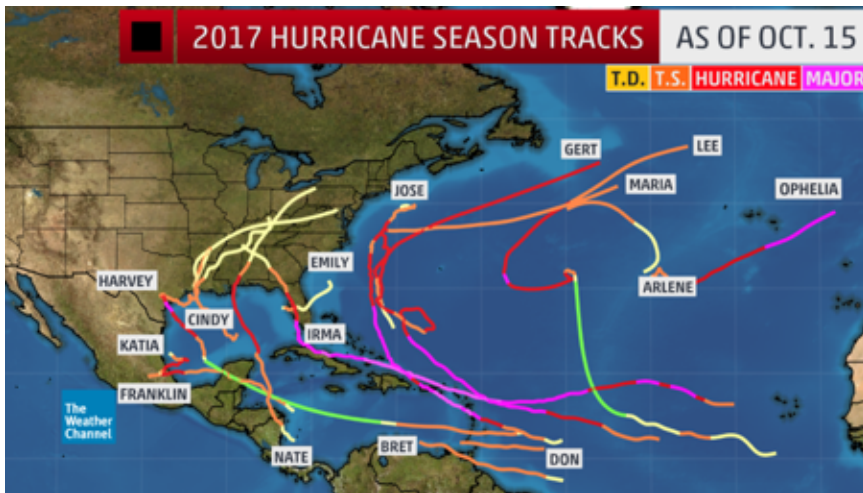 2017 HURRICANE SEASON TRACKS
AS OF OCT. 15
T.D. T.S. HURRICANE MAJOR
GERT
LEE
JOSE
MARIA
OPHELIA
EMILY
HARVEY
ARLENE
CINDY
IRMA
KATIA
FRANKLIN
The
Weather
Channel
NATE
BRET
DON